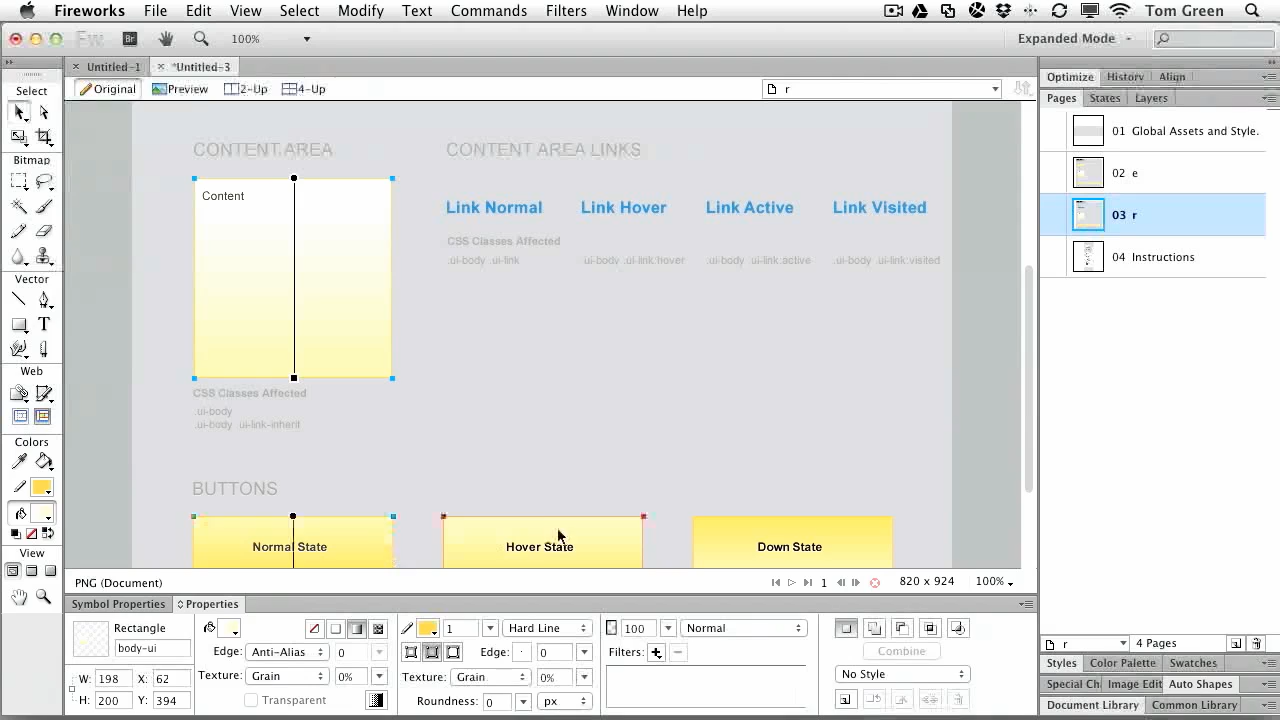 Fireworks File Edit View Select Modify Text Commands Filters Window Help Tom Green
Fw Br 100% Expanded Mode
Untitled-1 *Untitled-3
Original Preview 2-Up 4-Up r
Select
Bitmap
Vector
T
Web
Colors
View
CONTENT AREA CONTENT AREA LINKS
Content
Link Normal Link Hover Link Active Link Visited
CSS Classes Affected
.ui-body .ui-link .ui-body .ui-link:hover .ui-body .ui-link:active .ui-body .ui-link:visited
CSS Classes Affected
.ui-body
.ui-body .ui-link-inherit
BUTTONS
Normal State Hover State Down State
PNG (Document) 1 820 x 924 100%
Symbol Properties Properties
Rectangle
body-ui
W: 198 X: 62
H: 200 Y: 394
Edge: Anti-Alias 0
Texture: Grain 0%
Transparent
1 Hard Line
Edge: 0
Texture: Grain 0%
Roundness: 0 px
100 Normal
Filters:
Combine
No Style
Optimize History Align
Pages States Layers
01 Global Assets and Style.
02 e
03 r
04 Instructions
r 4 Pages
Styles Color Palette Swatches
Special Ch Image Edit Auto Shapes
Document Library Common Library